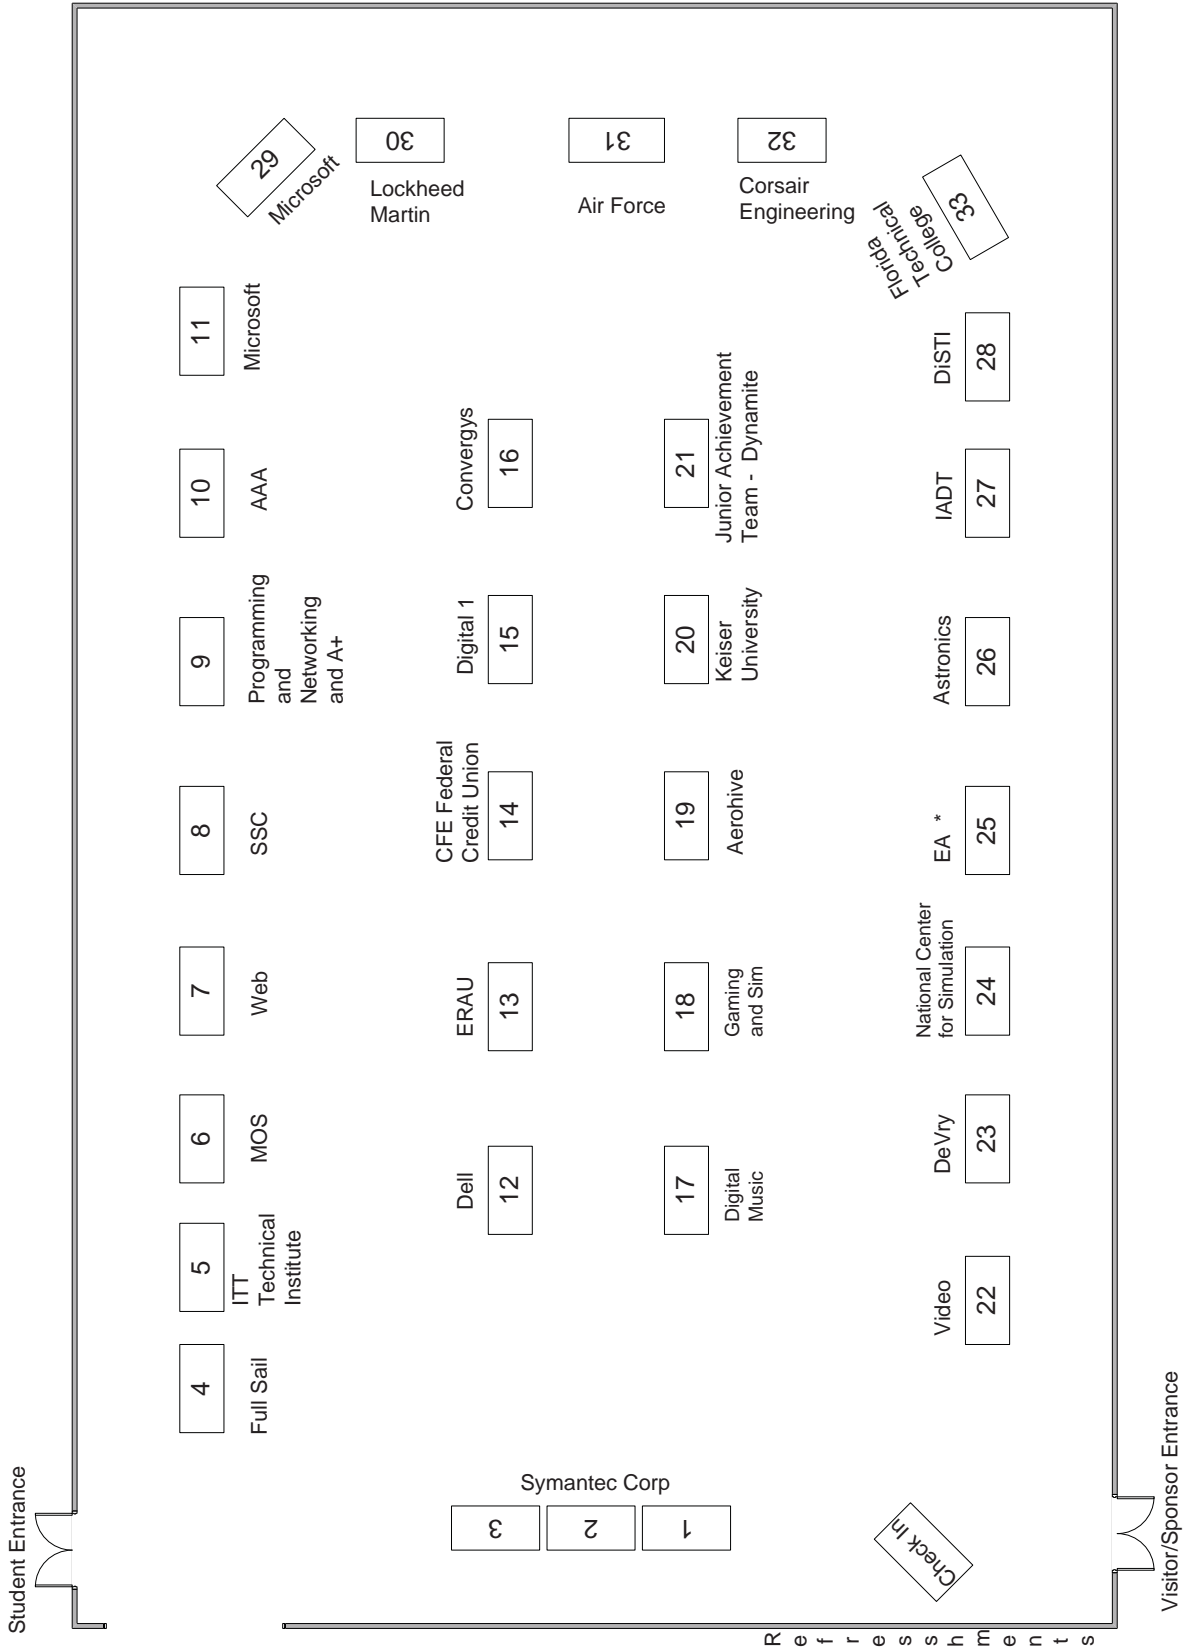 Student Entrance
Visitor/Sponsor Entrance
Refreshments
Check In
Symantec Corp
1
2
3
4
Full Sail
5
ITT
Technical
Institute
6
MOS
7
Web
8
SSC
9
Programming
and
Networking
and A+
10
AAA
11
Microsoft
Dell
12
ERAU
13
CFE Federal
Credit Union
14
Digital 1
15
Convergys
16
17
Digital
Music
18
Gaming
and Sim
19
Aerohive
20
Keiser
University
21
Junior Achievement
Team - Dynamite
Video
22
DeVry
23
National Center
for Simulation
24
EA *
25
Astronics
26
IADT
27
DiSTI
28
29
Microsoft
30
Lockheed
Martin
31
Air Force
32
Corsair
Engineering
Florida
Technical
College
33